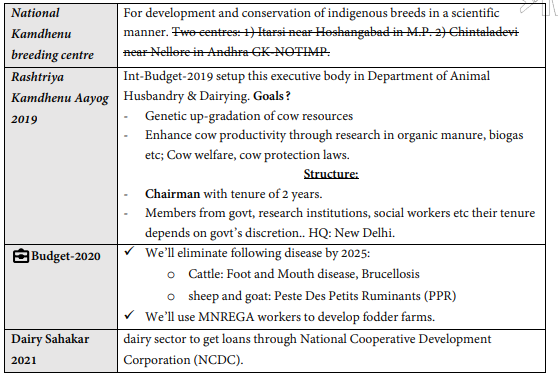 National
Kamdhenu
breeding centre
For development and conservation of indigenous breeds in a scientific
manner. Two centres: 1) Itarsi near Hoshangabad in M.P. 2) Chintaladevi
near Nellore in Andhra GK-NOTIMP.
Rashtriya
Kamdhenu Aayog
2019
Int-Budget-2019 setup this executive body in Department of Animal
Husbandry & Dairying. Goals?
- Genetic up-gradation of cow resources
- Enhance cow productivity through research in organic manure, biogas
etc; Cow welfare, cow protection laws.
Structure:
- Chairman with tenure of 2 years.
- Members from govt, research institutions, social workers etc their tenure
depends on govt's discretion.. HQ: New Delhi.
Budget-2020
✓ We'll eliminate following disease by 2025:
o Cattle: Foot and Mouth disease, Brucellosis
o sheep and goat: Peste Des Petits Ruminants (PPR)
✓ We'll use MNREGA workers to develop fodder farms.
Dairy Sahakar
2021
dairy sector to get loans through National Cooperative Development
Corporation (NCDC).